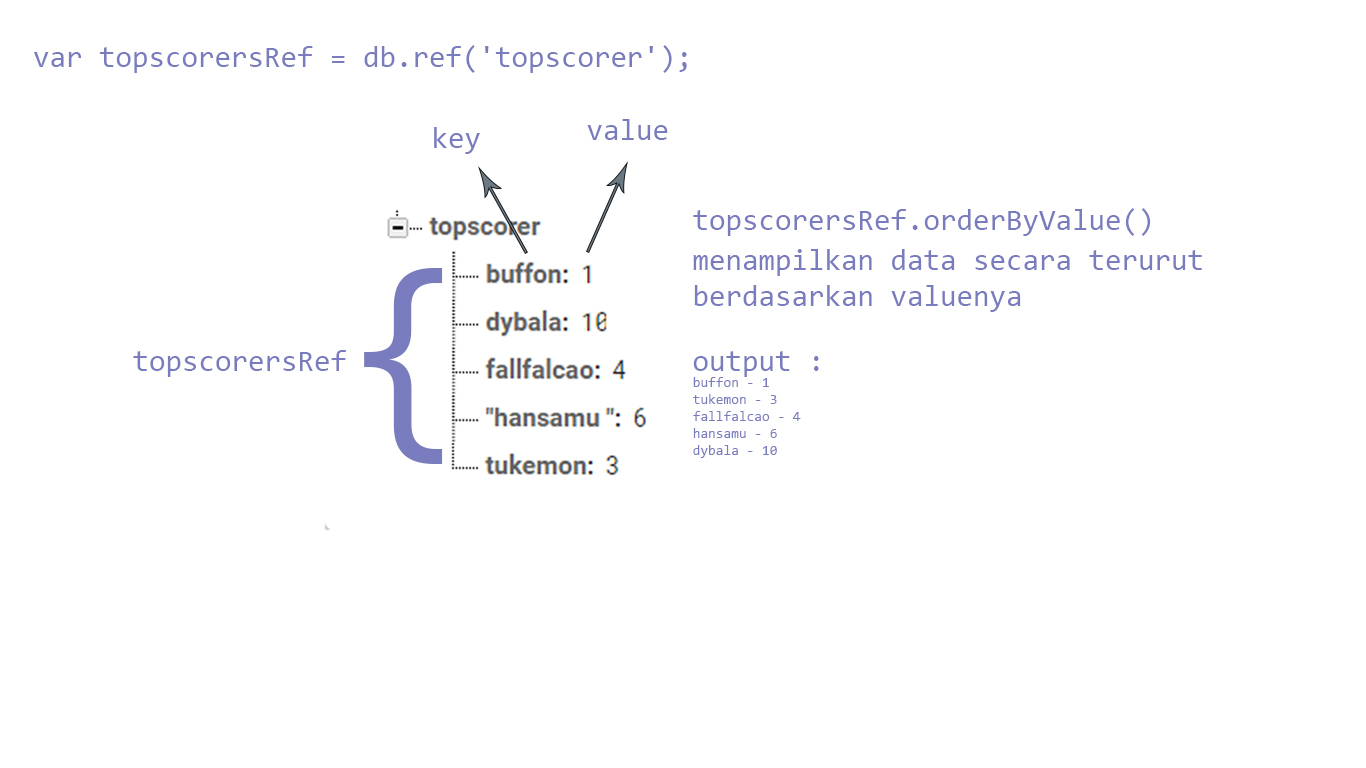 var topscorersRef = db.ref('topscorer');
key
value
topscorer
buffon: 1
dybala: 10
fallfalcao: 4
"hansamu ": 6
tukemon: 3
topscorersRef
topscorersRef.orderByValue()
menampilkan data secara terurut
berdasarkan valuenya
output :
buffon - 1
tukemon - 3
fallfalcao - 4
hansamu - 6
dybala - 10